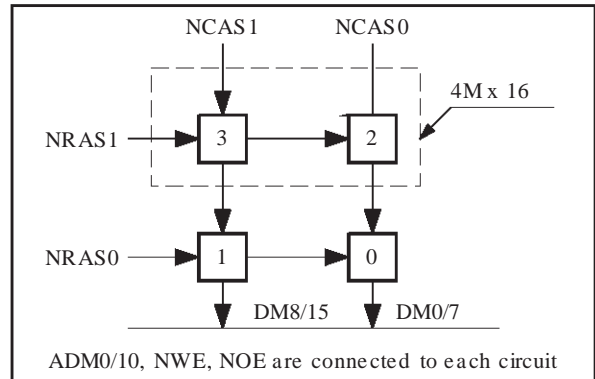 NCAS1 NCAS0
4M x 16
NRAS1 3 2
NRAS0 1 0
DM8/15 DM0/7
ADM0/10, NWE, NOE are connected to each circuit